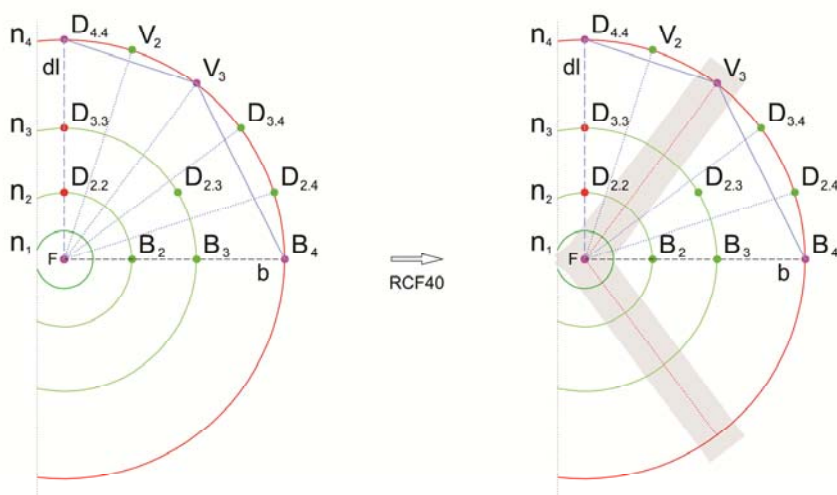 n₄ D₄.₄ V₂
dl V₃
n₃ D₃.₃ D₃.₄
n₂ D₂.₂ D₂.₃ D₂.₄
n₁ F B₂ B₃ B₄
b
RCF40
n₄ D₄.₄ V₂
dl V₃
n₃ D₃.₃ D₃.₄
n₂ D₂.₂ D₂.₃ D₂.₄
n₁ F B₂ B₃ B₄
b